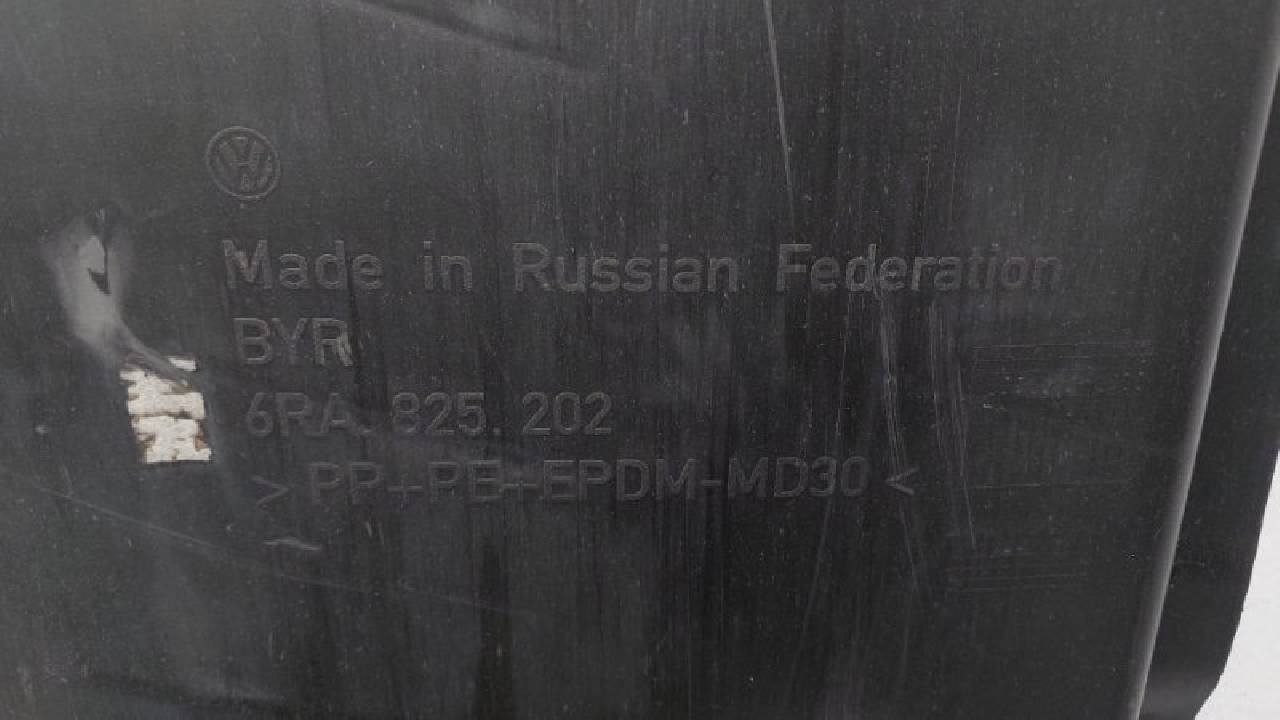 Made in Russian Federation
BYR
6RA. 825. 202
> PP+PE+EPDM-MD30 <